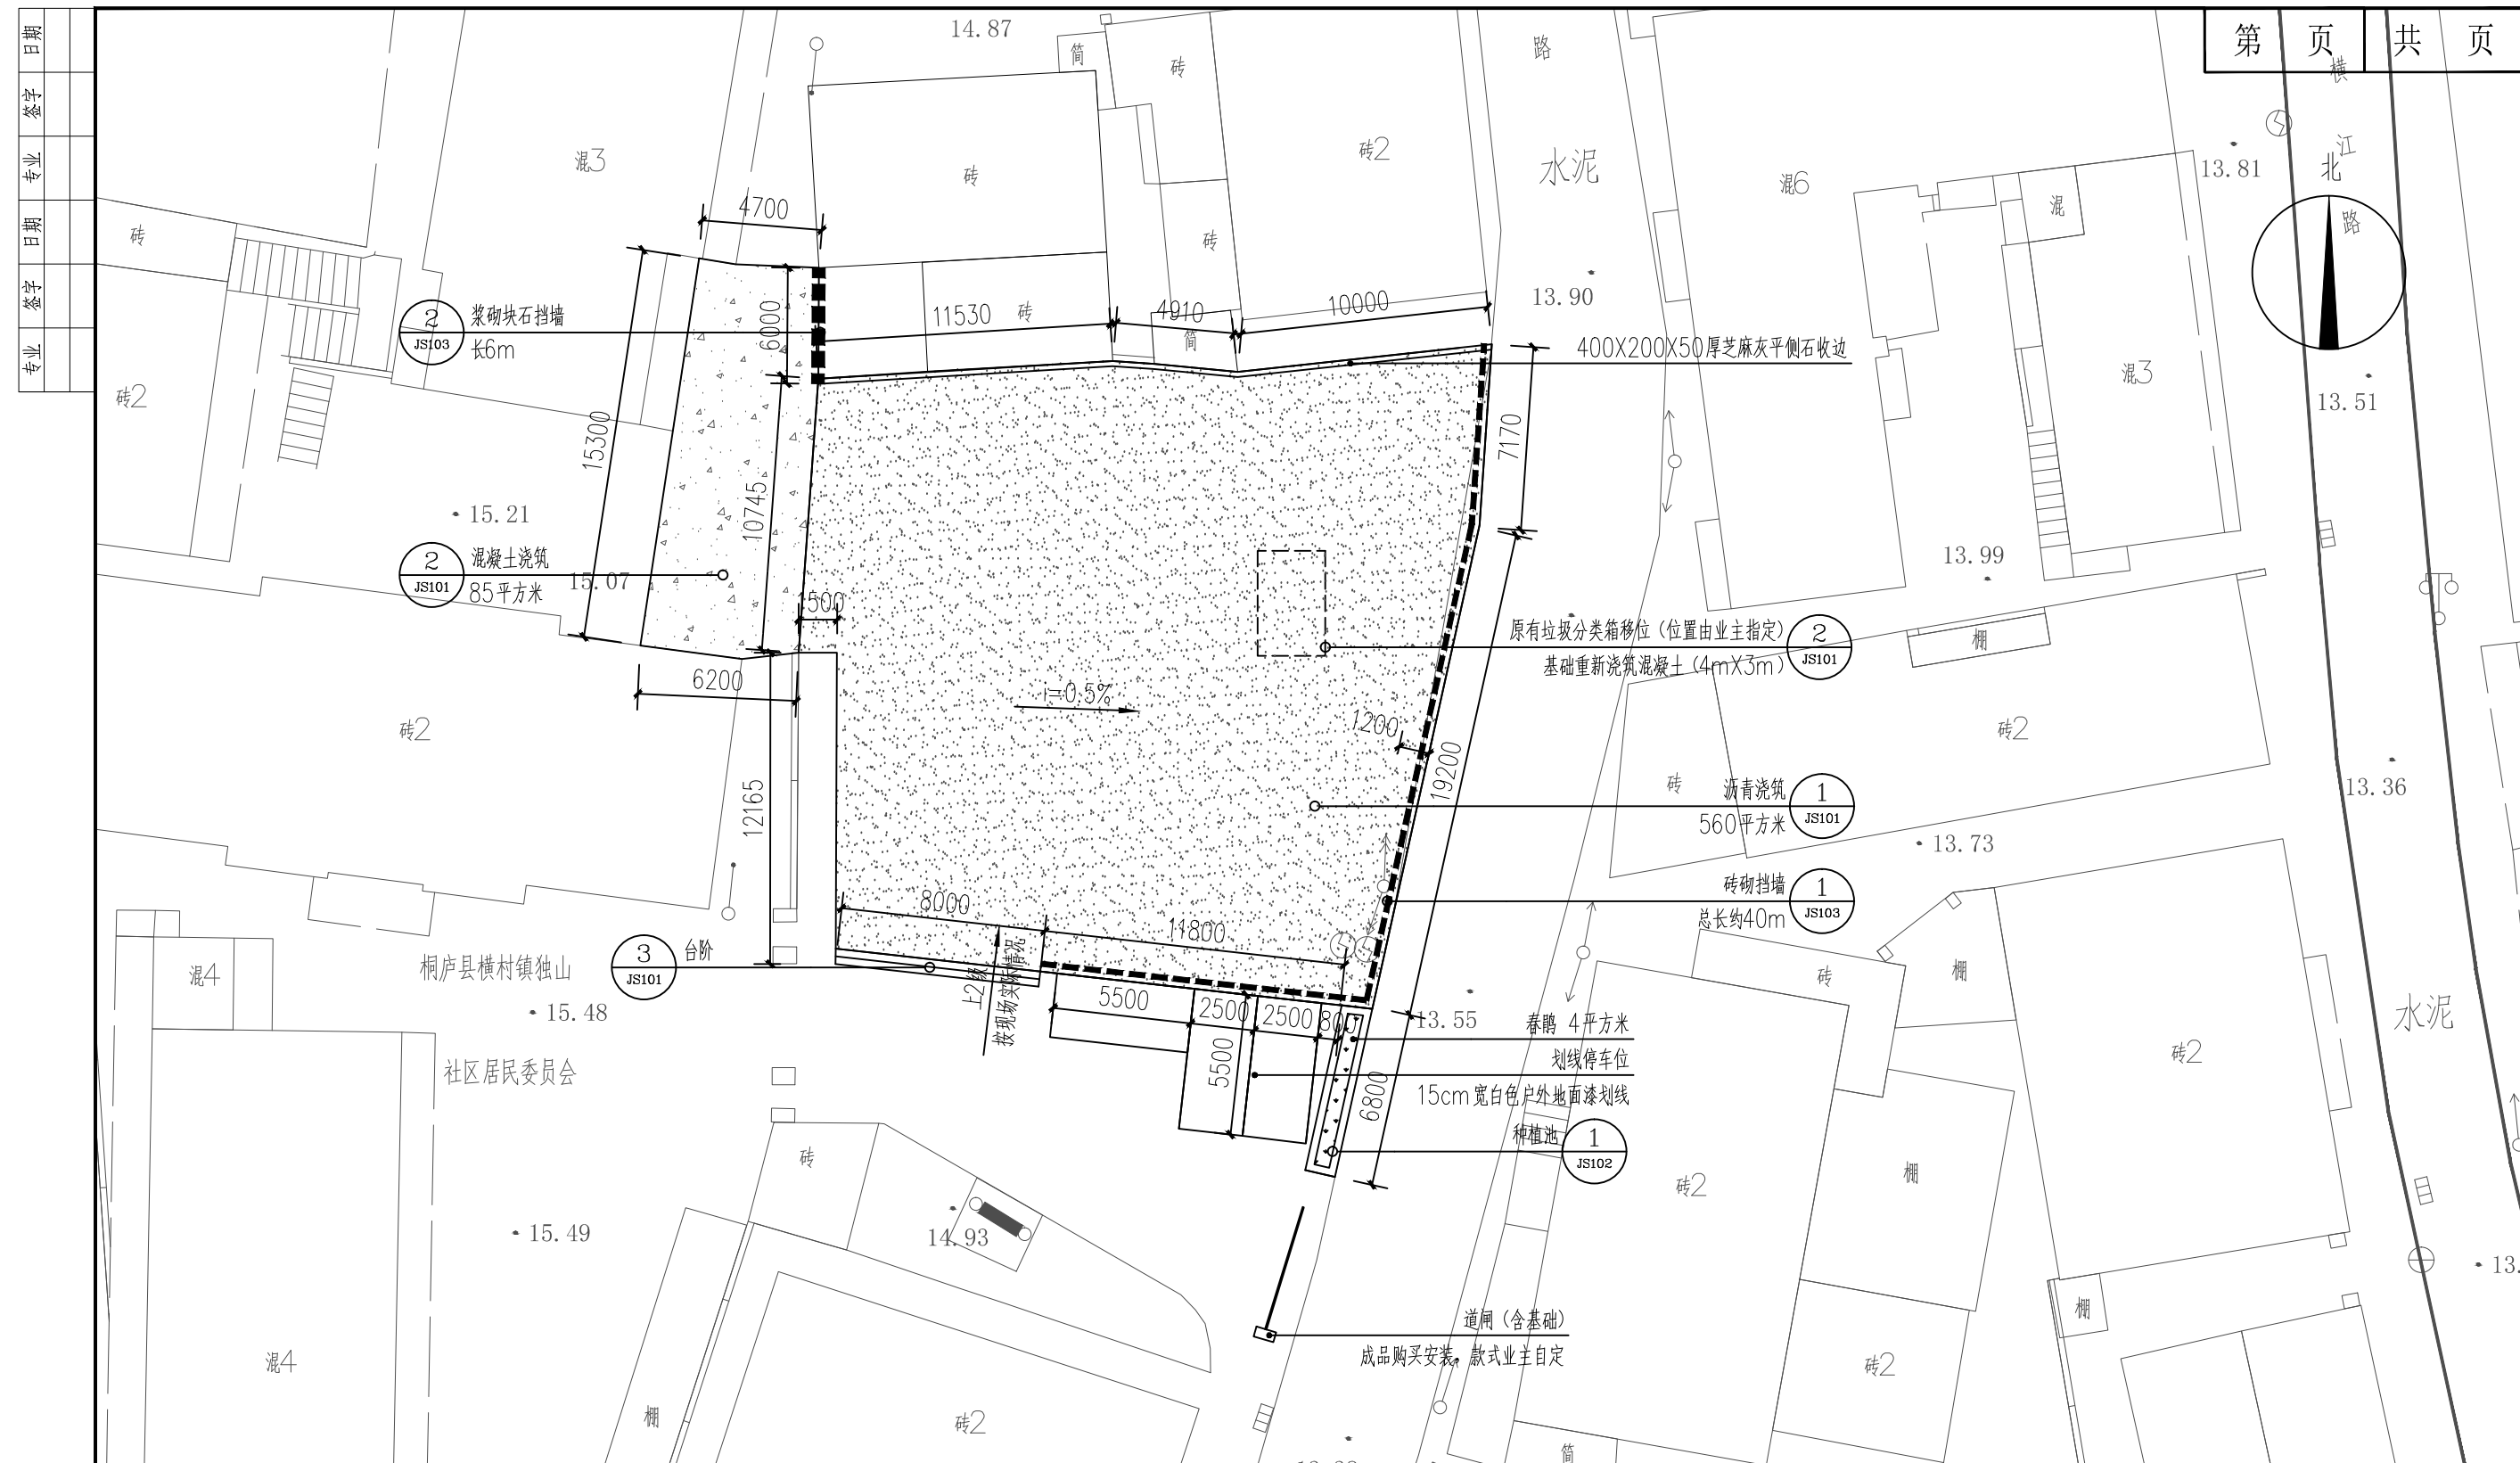 日期
签字
专业
日期
签字
专业
第 页 共 页
14.87
简
砖
路
横
江
路
北
混3
砖
砖2
水泥
混6
13.81
混
砖
4700
砖
13.90
6000
11530
砖
4910
简
10000
2
JS103
浆砌块石挡墙
长6m
400X200X50厚芝麻灰平侧石收边
混3
13.51
砖2
15300
7170
10745
15.21
2
JS101
混凝土浇筑
85平方米
15.07
1500
13.99
原有垃圾分类箱移位（位置由业主指定）
基础重新浇筑混凝土（4mX3m）
2
JS101
棚
6200
i=0.5%
1200
砖2
砖2
19200
12165
砖
沥青浇筑
560平方米
1
JS101
13.36
13.73
砖砌挡墙
总长约40m
1
JS103
8000
11800
3
JS101
台阶
上2级
按现场实际情况
混4
桐庐县横村镇独山
15.48
社区居民委员会
5500
2500
2500
800
5500
13.55
春鹃 4平方米
划线停车位
15cm宽白色户外地面漆划线
6800
种植池
1
JS102
砖
棚
水泥
砖2
砖
砖2
棚
15.49
14.93
道闸（含基础）
成品购买安装，款式业主自定
混4
棚
砖2
砖2
棚
简